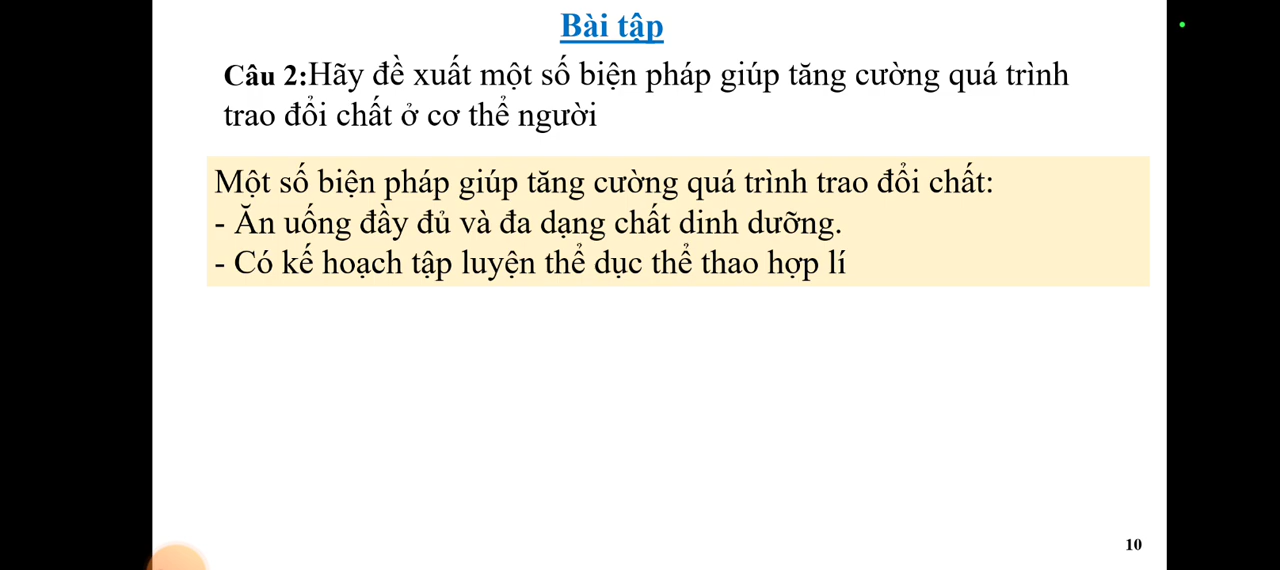 Bài tập
Câu 2:Hãy đề xuất một số biện pháp giúp tăng cường quá trình
trao đổi chất ở cơ thể người
Một số biện pháp giúp tăng cường quá trình trao đổi chất:
- Ăn uống đầy đủ và đa dạng chất dinh dưỡng.
- Có kế hoạch tập luyện thể dục thể thao hợp lí
10